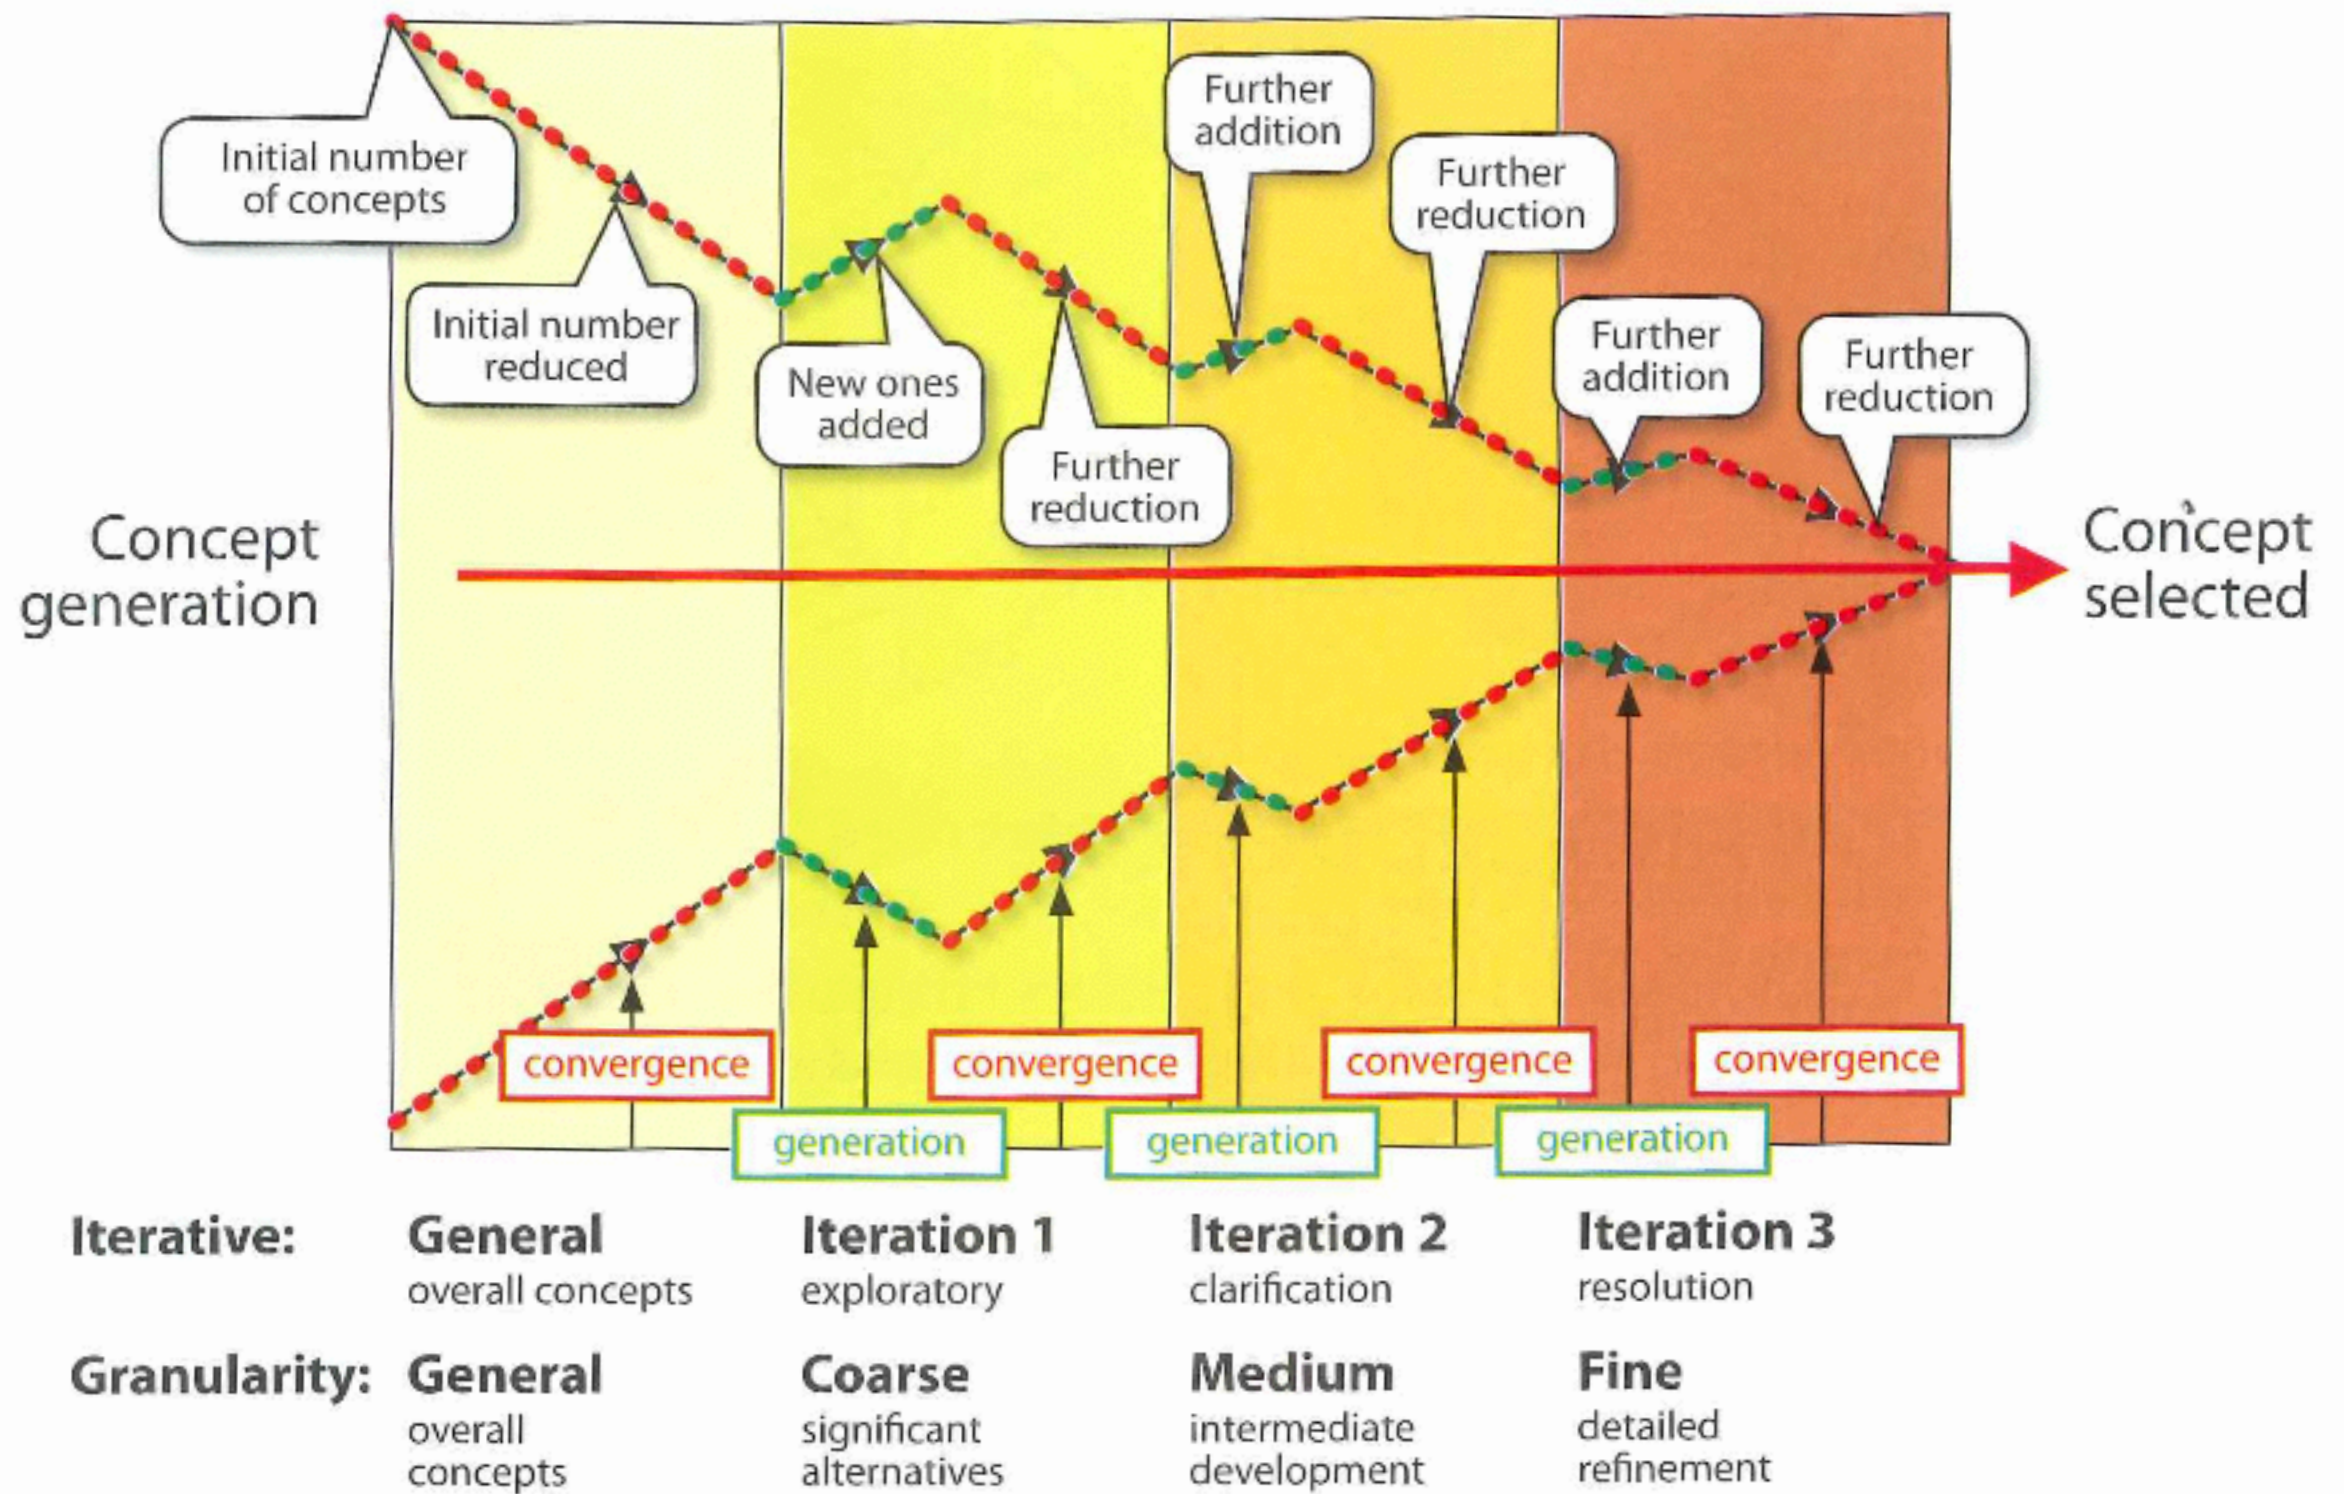 Initial number
of concepts
Initial number
reduced
New ones
added
Further
reduction
Further
addition
Further
reduction
Further
addition
Further
reduction
Concept
generation
Concept
selected
convergence
convergence
convergence
convergence
generation
generation
generation
Iterative: General Iteration 1 Iteration 2 Iteration 3
overall concepts exploratory clarification resolution
Granularity: General Coarse Medium Fine
overall significant intermediate detailed
concepts alternatives development refinement